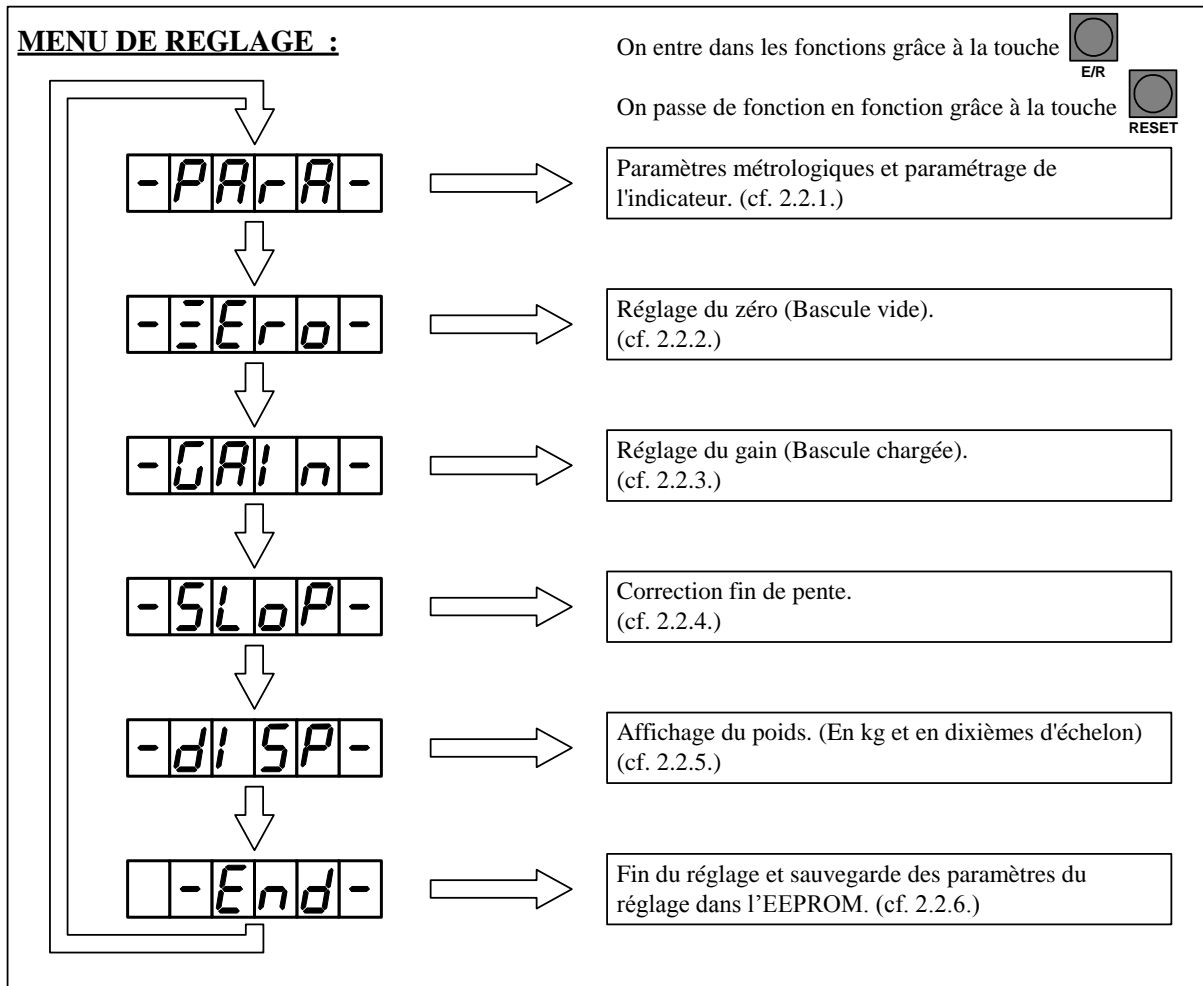 MENU DE REGLAGE :
On entre dans les fonctions grâce à la touche
E/R
On passe de fonction en fonction grâce à la touche
RESET
-PArA-
Paramètres métrologiques et paramétrage de
l'indicateur. (cf. 2.2.1.)
-ZEro-
Réglage du zéro (Bascule vide).
(cf. 2.2.2.)
-GAIn-
Réglage du gain (Bascule chargée).
(cf. 2.2.3.)
-SLoP-
Correction fin de pente.
(cf. 2.2.4.)
-dISP-
Affichage du poids. (En kg et en dixièmes d'échelon)
(cf. 2.2.5.)
-End-
Fin du réglage et sauvegarde des paramètres du
réglage dans l’EEPROM. (cf. 2.2.6.)